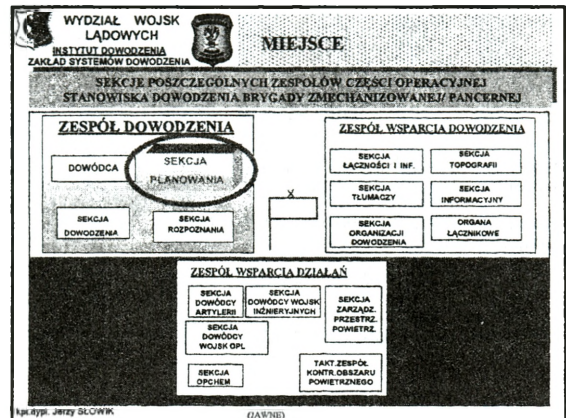 WYDZIAŁ WOJSK
LĄDOWYCH
INSTYTUT DOWODZENIA
ZAKŁAD SYSTEMÓW DOWODZENIA
MIEJSCE
SEKCJE POSZCZEGÓLNYCH ZESPOŁÓW CZĘŚCI OPERACYJNEJ
STANOWISKA DOWODZENIA BRYGADY ZMECHANIZOWANEJ/ PANCERNEJ
ZESPÓŁ DOWODZENIA
DOWÓDCA
SEKCJA
PLANOWANIA
SEKCJA
DOWODZENIA
SEKCJA
ROZPOZNANIA
X
ZESPÓŁ WSPARCIA DOWODZENIA
SEKCJA
ŁĄCZNOŚCI I INF.
SEKCJA
TOPOGRAFII
SEKCJA
TŁUMACZY
SEKCJA
INFORMACYJNY
SEKCJA
ORGANIZACJI
DOWODZENIA
ORGANA
ŁĄCZNIKOWE
ZESPÓŁ WSPARCIA DZIAŁAŃ
SEKCJA
DOWÓDCY
ARTYLERII
SEKCJA
DOWÓDCY WOJSK
INŻNIERYJNYCH
SEKCJA
ZARZĄDZ.
PRZESTRZ.
POWIETRZ.
SEKCJA
DOWÓDCY
WOJSK OPL
SEKCJA
OPCHEM
TAKT.ZESPÓŁ
KONTR.OBSZARU
POWIETRZNEGO
kpt.dypl. Jerzy SŁOWIK
(JAWNE)